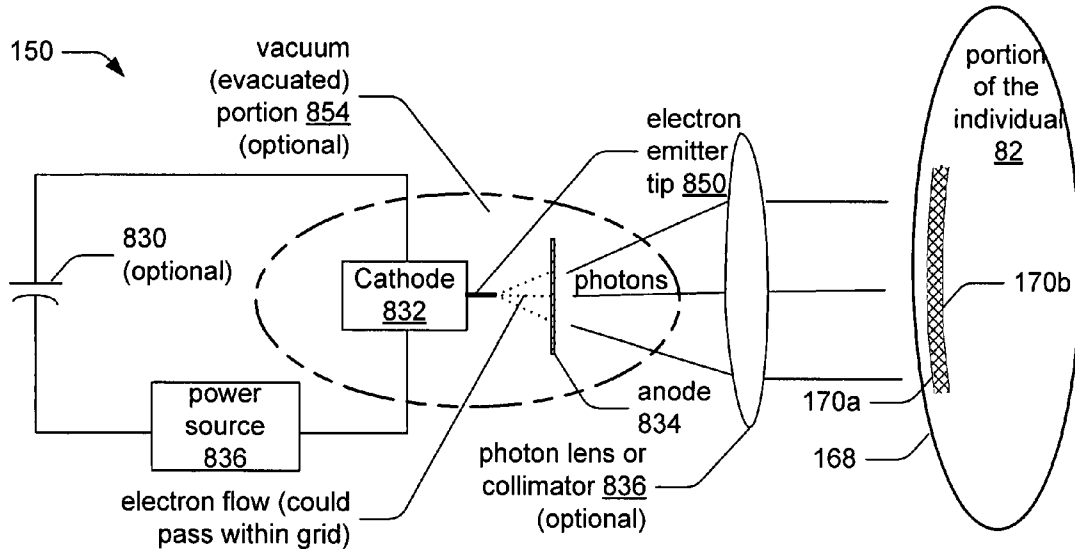 150
vacuum
(evacuated)
portion 854
(optional)
electron
emitter
tip 850
portion
of the
individual
82
830
(optional)
Cathode
832
photons
170b
power
source
836
anode
834
170a
168
electron flow (could
pass within grid)
photon lens or
collimator 836
(optional)